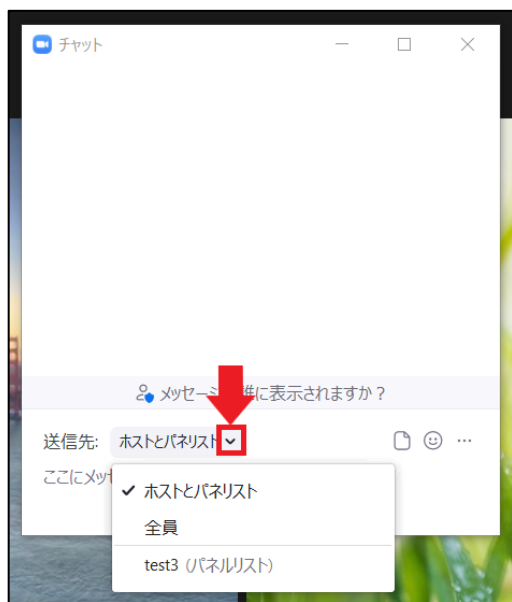 チャット
メッセージ 誰に表示されますか？
送信先: ホストとパネリスト
ここにメッ
ホストとパネリスト
全員
test3 (パネルリスト)